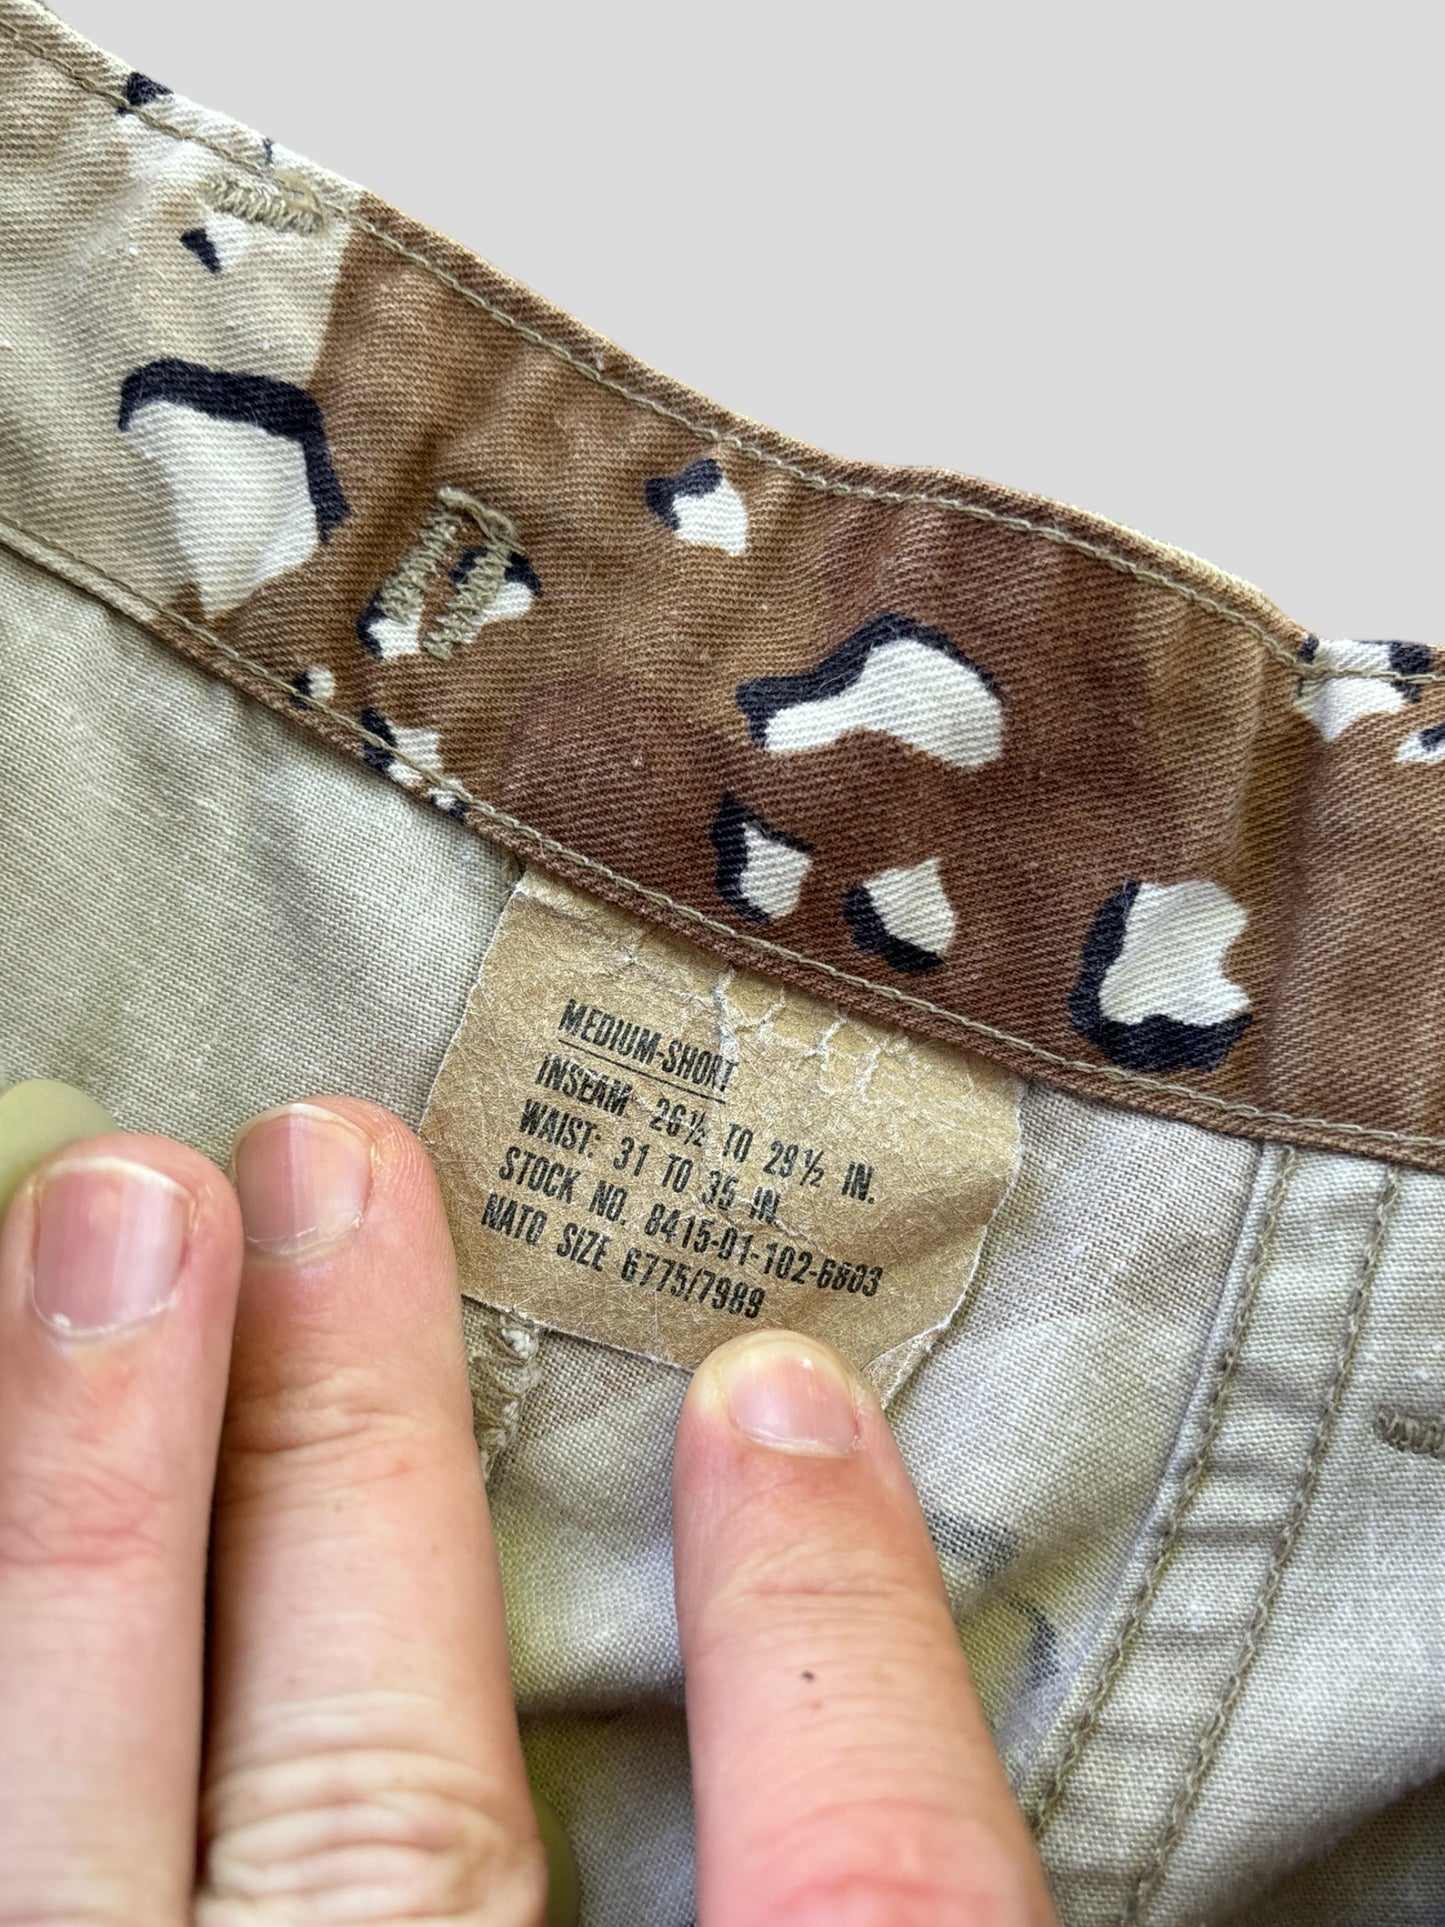 MEDIUM-SHORT
INSEAM: 26½ TO 29½ IN.
WAIST: 31 TO 35 IN.
STOCK NO. 8415-01-102-6803
NATO SIZE 6775/7989